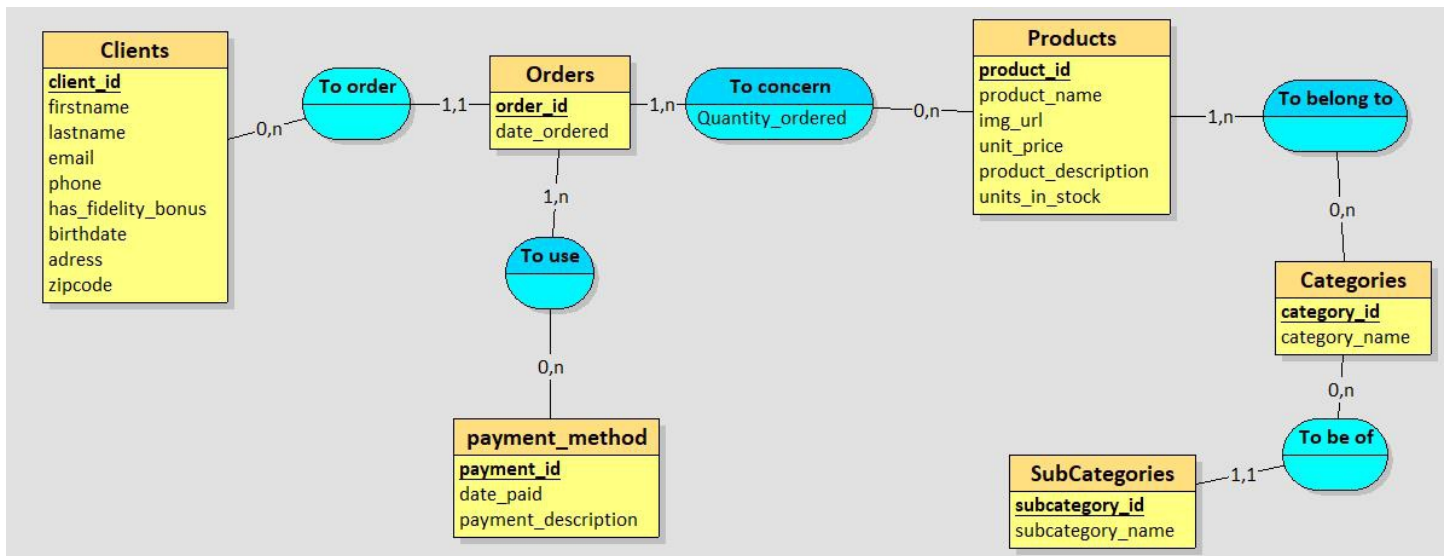 Clients
client_id
firstname
lastname
email
phone
has_fidelity_bonus
birthdate
adress
zipcode
0,n
To order
1,1
Orders
order_id
date_ordered
1,n
To concern
Quantity_ordered
0,n
Products
product_id
product_name
img_url
unit_price
product_description
units_in_stock
1,n
To belong to
0,n
Categories
category_id
category_name
0,n
To be of
1,1
SubCategories
subcategory_id
subcategory_name
1,n
To use
0,n
payment_method
payment_id
date_paid
payment_description